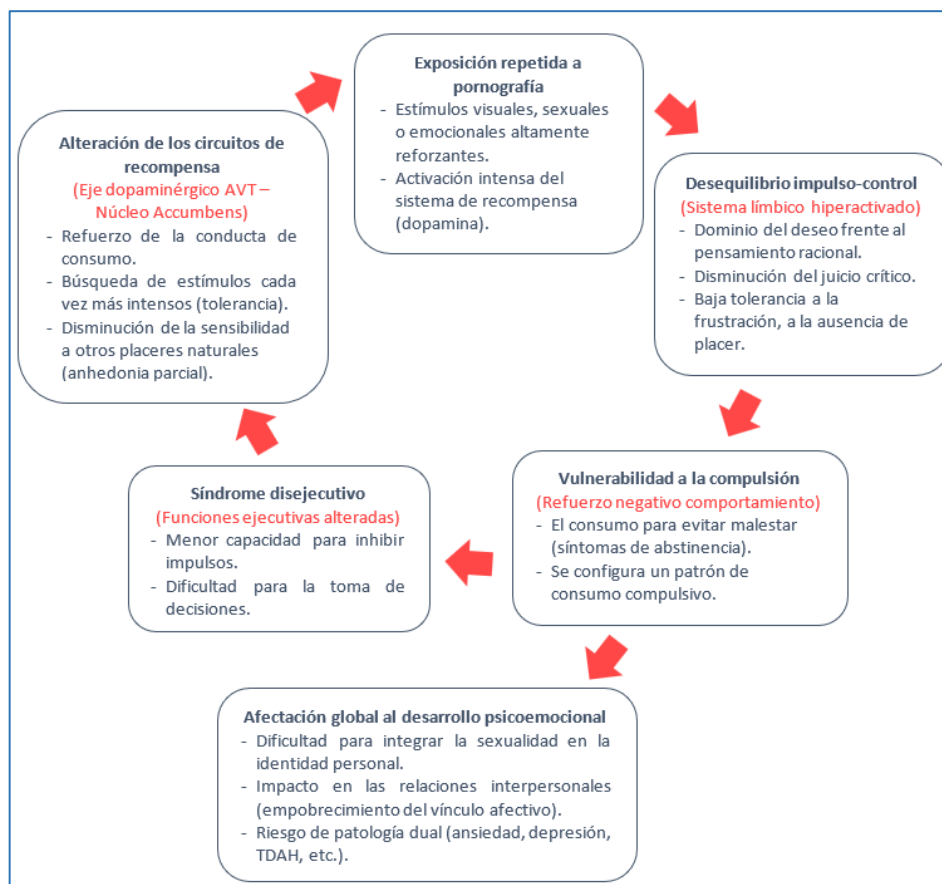 Exposición repetida a
pornografía
- Estímulos visuales, sexuales
o emocionales altamente
reforzantes.
- Activación intensa del
sistema de recompensa
(dopamina).
Desequilibrio impulso-control
(Sistema límbico hiperactivado)
- Dominio del deseo frente al
pensamiento racional.
- Disminución del juicio crítico.
- Baja tolerancia a la
frustración, a la ausencia de
placer.
Vulnerabilidad a la compulsión
(Refuerzo negativo comportamiento)
- El consumo para evitar malestar
(síntomas de abstinencia).
- Se configura un patrón de
consumo compulsivo.
Afectación global al desarrollo psicoemocional
- Dificultad para integrar la sexualidad en la
identidad personal.
- Impacto en las relaciones interpersonales
(empobrecimiento del vínculo afectivo).
- Riesgo de patología dual (ansiedad, depresión,
TDAH, etc.).
Síndrome disejecutivo
(Funciones ejecutivas alteradas)
- Menor capacidad para inhibir
impulsos.
- Dificultad para la toma de
decisiones.
Alteración de los circuitos de
recompensa
(Eje dopaminérgico AVT –
Núcleo Accumbens)
- Refuerzo de la conducta de
consumo.
- Búsqueda de estímulos cada
vez más intensos (tolerancia).
- Disminución de la sensibilidad
a otros placeres naturales
(anhedonia parcial).